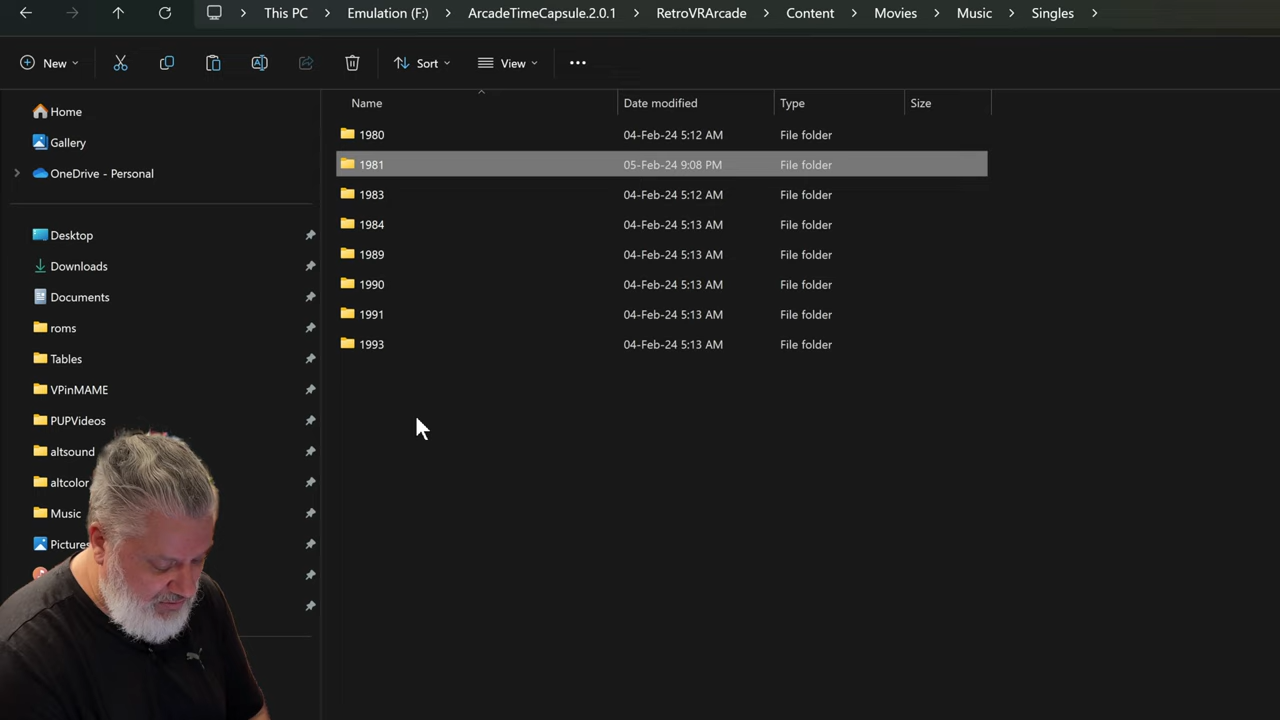 This PC > Emulation (F:) > ArcadeTimeCapsule.2.0.1 > RetroVRArcade > Content > Movies > Music > Singles >
New Sort View
Name Date modified Type Size
Home
Gallery
OneDrive - Personal
Desktop
Downloads
Documents
roms
Tables
VPinMAME
PUPVideos
altsound
altcolor
Music
Pictures
1980 04-Feb-24 5:12 AM File folder
1981 05-Feb-24 9:08 PM File folder
1983 04-Feb-24 5:12 AM File folder
1984 04-Feb-24 5:13 AM File folder
1989 04-Feb-24 5:13 AM File folder
1990 04-Feb-24 5:13 AM File folder
1991 04-Feb-24 5:13 AM File folder
1993 04-Feb-24 5:13 AM File folder